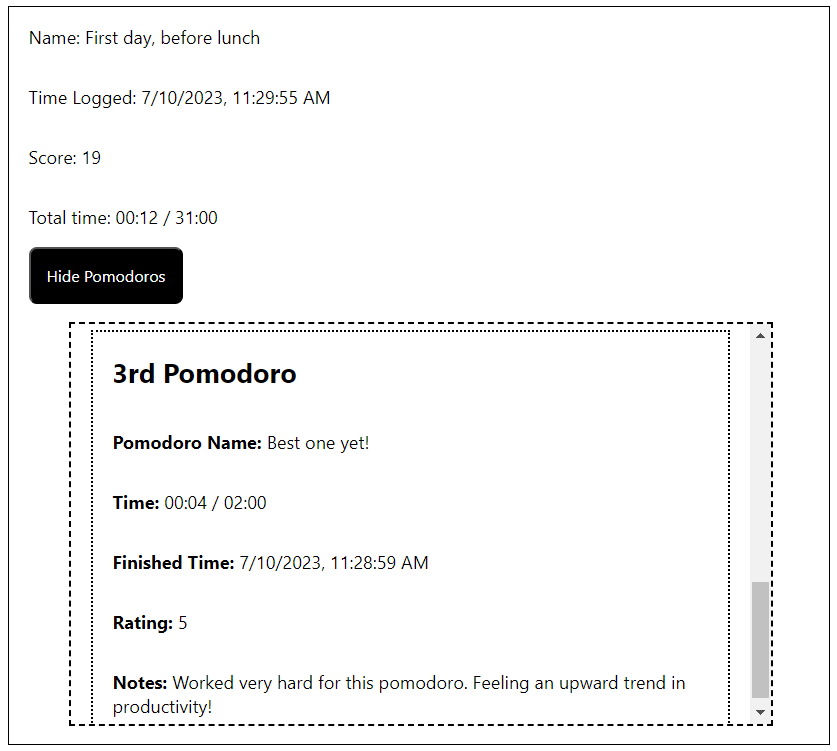 Name: First day, before lunch
Time Logged: 7/10/2023, 11:29:55 AM
Score: 19
Total time: 00:12 / 31:00
Hide Pomodoros
3rd Pomodoro
Pomodoro Name: Best one yet!
Time: 00:04 / 02:00
Finished Time: 7/10/2023, 11:28:59 AM
Rating: 5
Notes: Worked very hard for this pomodoro. Feeling an upward trend in
productivity!